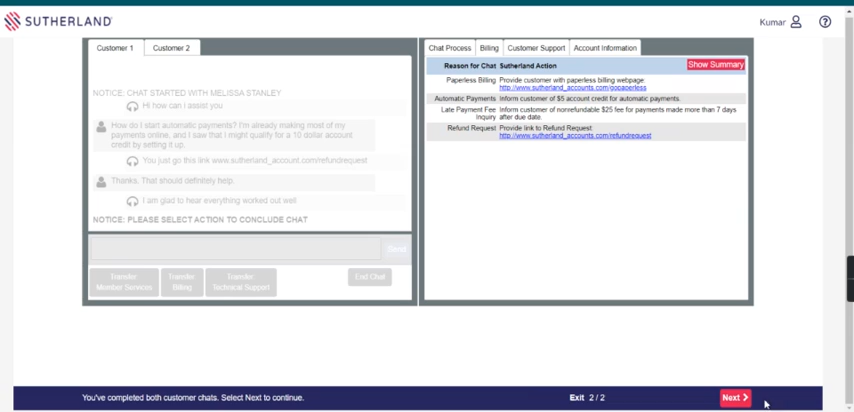 SUTHERLAND
Kumar
Customer 1 Customer 2
NOTICE: CHAT STARTED WITH MELISSA STANLEY
Hi how can I assist you
How do I start automatic payments? I'm already making most of my
payments online, and I saw that I might qualify for a 10 dollar account
credit by setting it up.
You just go this link www.sutherland_account.com/refundrequest
Thanks. That should definitely help.
I am glad to hear everything worked out well
NOTICE: PLEASE SELECT ACTION TO CONCLUDE CHAT
Send
Transfer: Member Services
Transfer: Billing
Transfer: Technical Support
End Chat
Chat Process Billing Customer Support Account Information
Reason for Chat Sutherland Action Show Summary
Paperless Billing Provide customer with paperless billing webpage:
http://www.sutherland_accounts.com/gopaperless
Automatic Payments Inform customer of $5 account credit for automatic payments.
Late Payment Fee Inform customer of nonrefundable $25 fee for payments made more than 7 days
Inquiry after due date.
Refund Request Provide link to Refund Request:
http://www.sutherland_accounts.com/refundrequest
You've completed both customer chats. Select Next to continue. Exit 2 / 2 Next